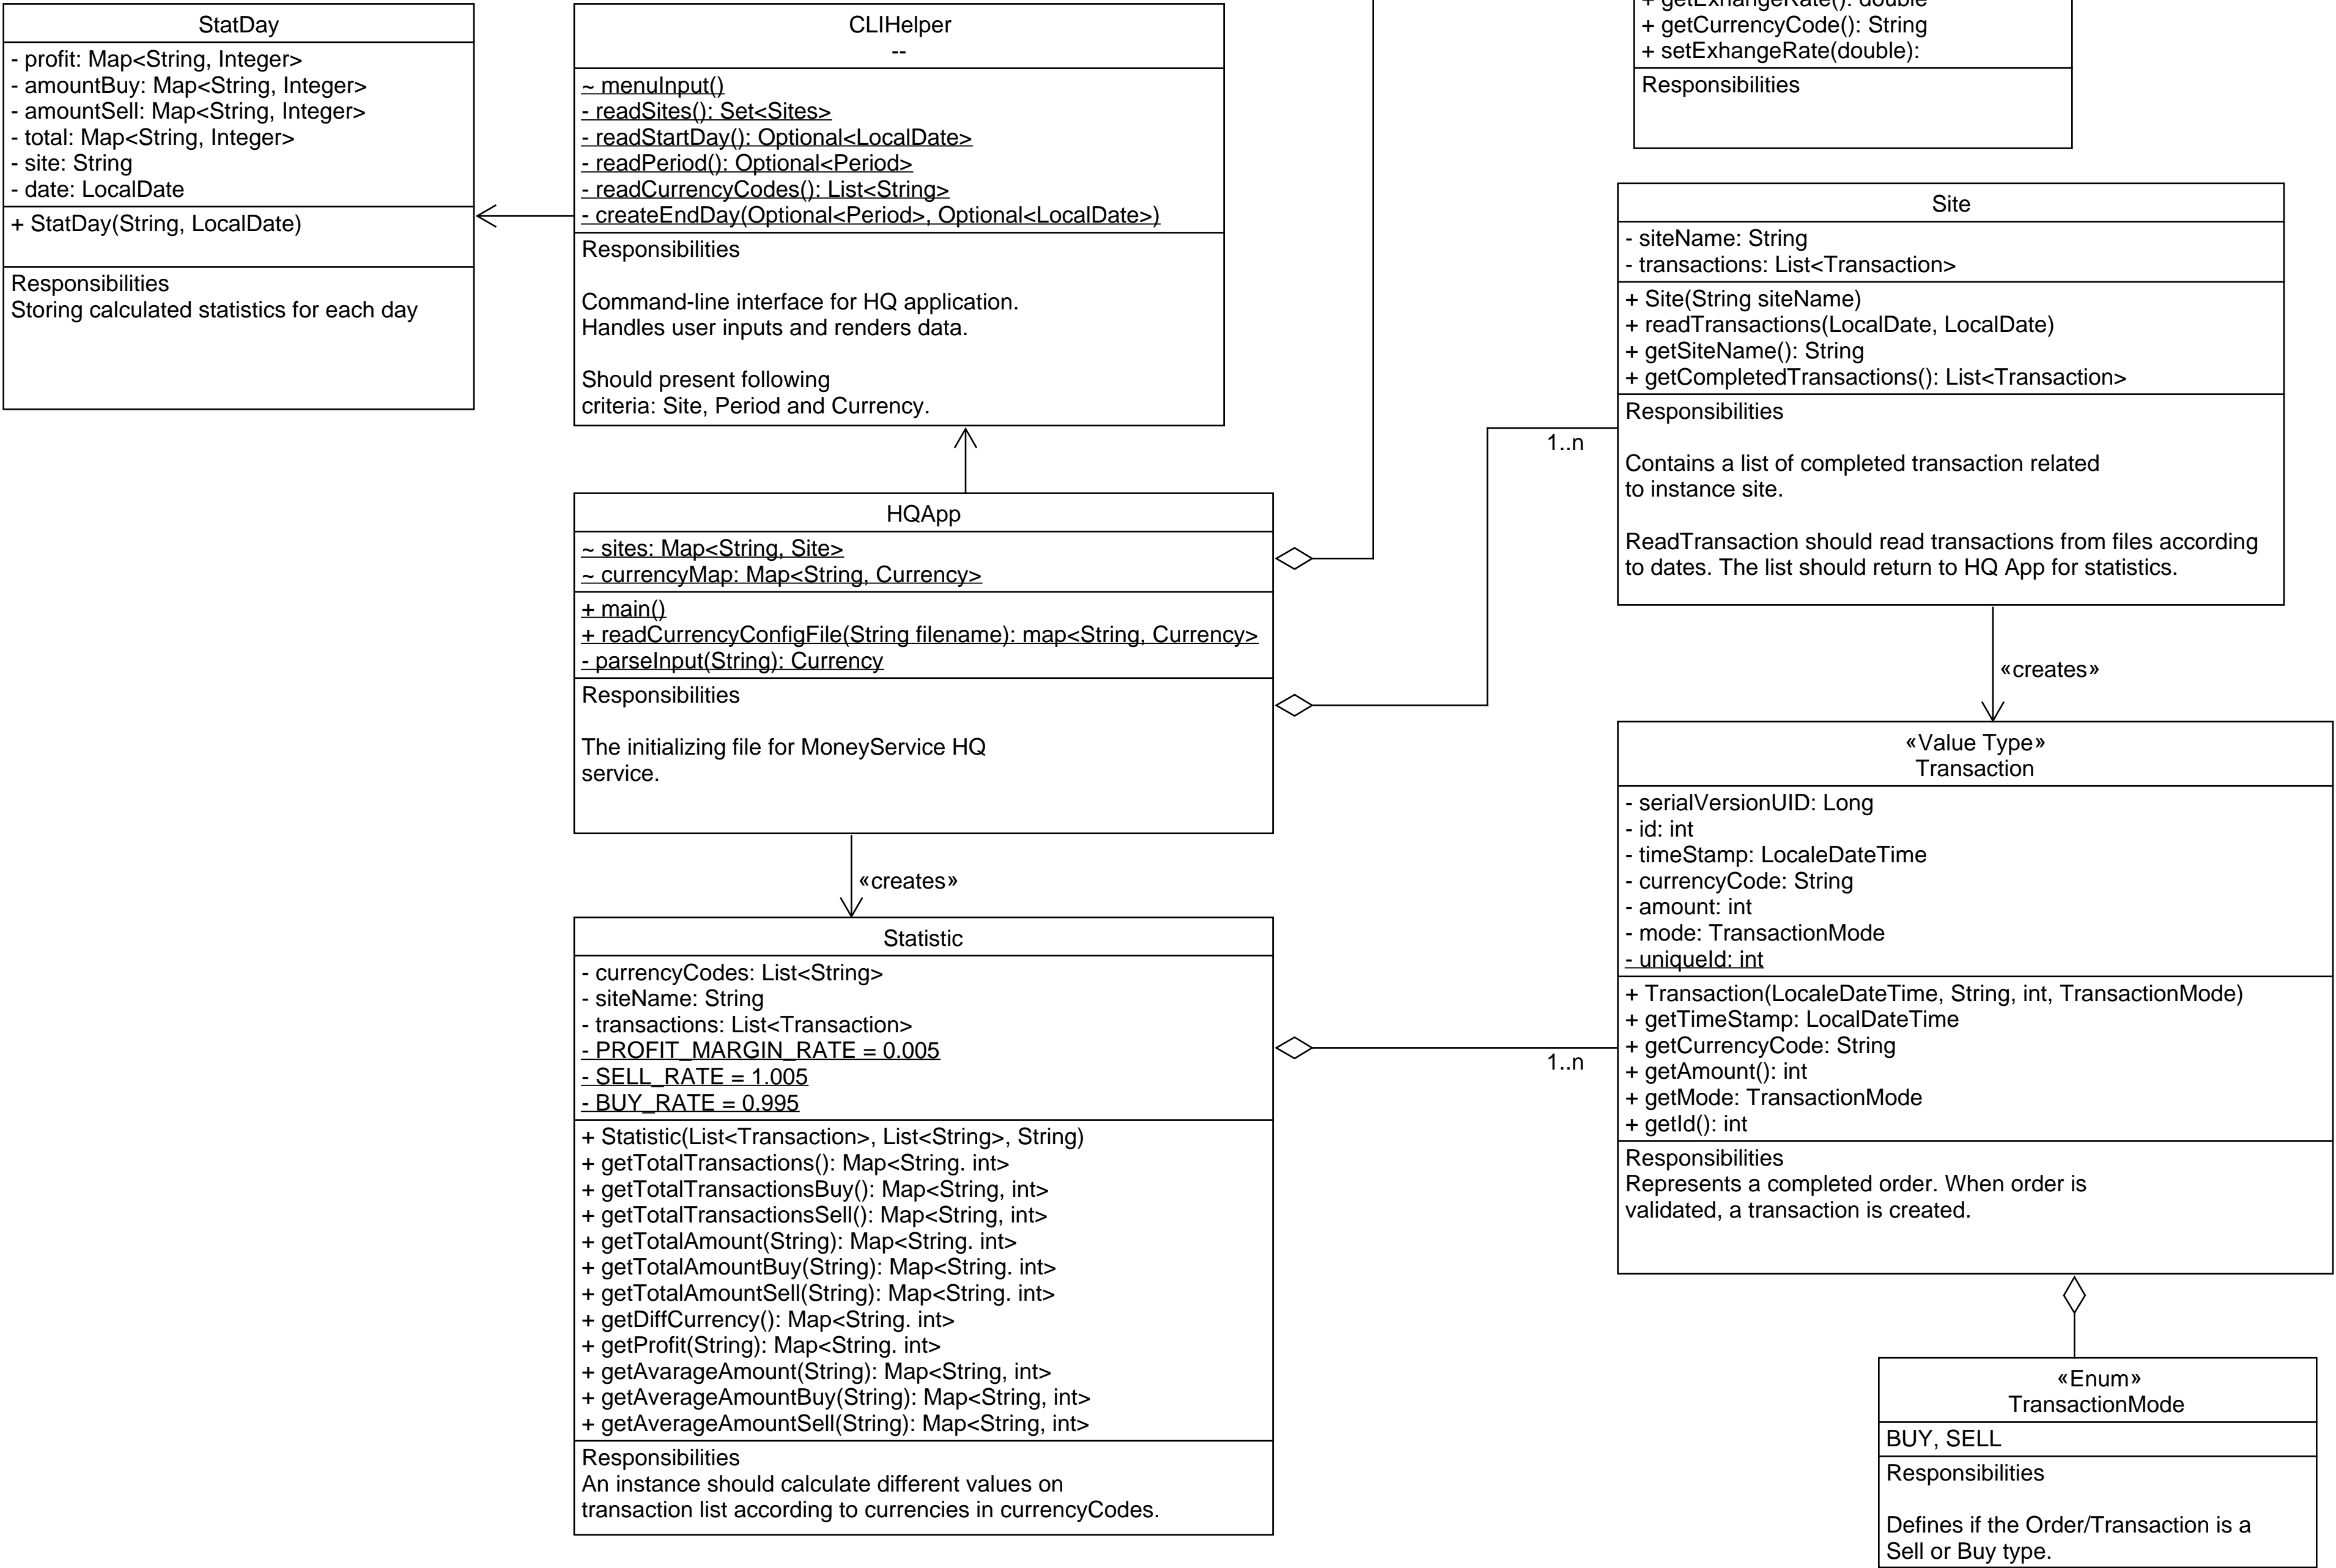 StatDay
- profit: Map<String, Integer>
- amountBuy: Map<String, Integer>
- amountSell: Map<String, Integer>
- total: Map<String, Integer>
- site: String
- date: LocalDate
+ StatDay(String, LocalDate)
Responsibilities
Storing calculated statistics for each day
CLIHelper
--
~ menuInput()
- readSites(): Set<Sites>
- readStartDay(): Optional<LocalDate>
- readPeriod(): Optional<Period>
- readCurrencyCodes(): List<String>
- createEndDay(Optional<Period>, Optional<LocalDate>)
Responsibilities
Command-line interface for HQ application.
Handles user inputs and renders data.
Should present following
criteria: Site, Period and Currency.
+ getExhangeRate(): double
+ getCurrencyCode(): String
+ setExhangeRate(double):
Responsibilities
Site
- siteName: String
- transactions: List<Transaction>
+ Site(String siteName)
+ readTransactions(LocalDate, LocalDate)
+ getSiteName(): String
+ getCompletedTransactions(): List<Transaction>
Responsibilities
Contains a list of completed transaction related
to instance site.
ReadTransaction should read transactions from files according
to dates. The list should return to HQ App for statistics.
1..n
HQApp
~ sites: Map<String, Site>
~ currencyMap: Map<String, Currency>
+ main()
+ readCurrencyConfigFile(String filename): map<String, Currency>
- parseInput(String): Currency
Responsibilities
The initializing file for MoneyService HQ
service.
«creates»
«creates»
«Value Type»
Transaction
- serialVersionUID: Long
- id: int
- timeStamp: LocaleDateTime
- currencyCode: String
- amount: int
- mode: TransactionMode
- uniqueId: int
+ Transaction(LocaleDateTime, String, int, TransactionMode)
+ getTimeStamp: LocalDateTime
+ getCurrencyCode: String
+ getAmount(): int
+ getMode: TransactionMode
+ getId(): int
Responsibilities
Represents a completed order. When order is
validated, a transaction is created.
Statistic
- currencyCodes: List<String>
- siteName: String
- transactions: List<Transaction>
- PROFIT_MARGIN_RATE = 0.005
- SELL_RATE = 1.005
- BUY_RATE = 0.995
+ Statistic(List<Transaction>, List<String>, String)
+ getTotalTransactions(): Map<String. int>
+ getTotalTransactionsBuy(): Map<String, int>
+ getTotalTransactionsSell(): Map<String, int>
+ getTotalAmount(String): Map<String. int>
+ getTotalAmountBuy(String): Map<String. int>
+ getTotalAmountSell(String): Map<String. int>
+ getDiffCurrency(): Map<String. int>
+ getProfit(String): Map<String. int>
+ getAvarageAmount(String): Map<String, int>
+ getAverageAmountBuy(String): Map<String, int>
+ getAverageAmountSell(String): Map<String, int>
Responsibilities
An instance should calculate different values on
transaction list according to currencies in currencyCodes.
1..n
«Enum»
TransactionMode
BUY, SELL
Responsibilities
Defines if the Order/Transaction is a
Sell or Buy type.